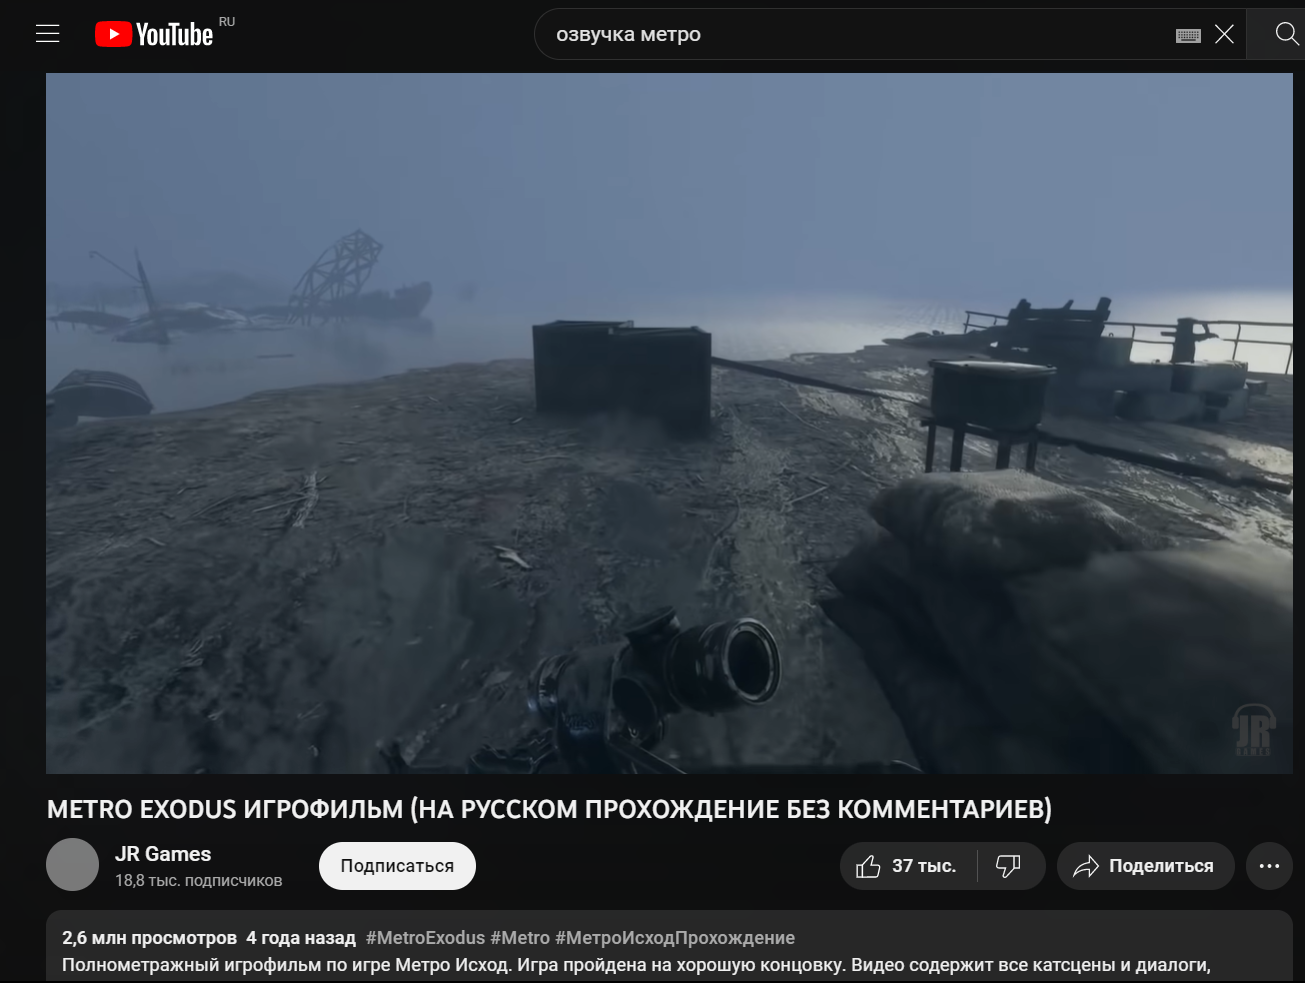 YouTube RU
озвучка метро
JR
METRO EXODUS ИГРОФИЛЬМ (НА РУССКОМ ПРОХОЖДЕНИЕ БЕЗ КОММЕНТАРИЕВ)
JR Games
18,8 тыс. подписчиков
Подписаться
37 тыс.
Поделиться
2,6 млн просмотров 4 года назад #MetroExodus #Metro #МетроИсходПрохождение
Полнометражный игрофильм по игре Метро Исход. Игра пройдена на хорошую концовку. Видео содержит все катсцены и диалоги,